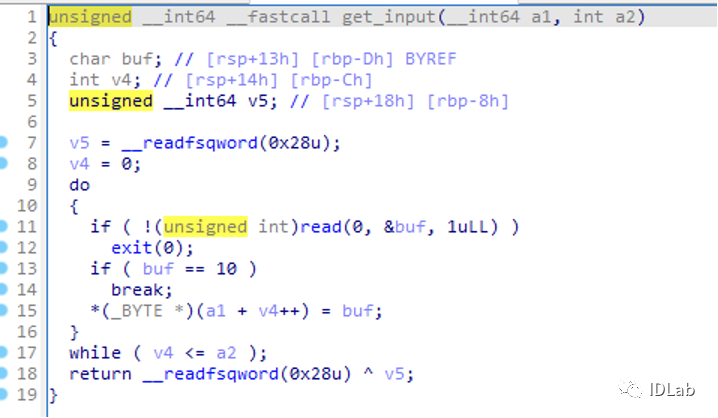 1 unsigned __int64 __fastcall get_input(__int64 a1, int a2)
2 {
3 char buf; // [rsp+13h] [rbp-Dh] BYREF
4 int v4; // [rsp+14h] [rbp-Ch]
5 unsigned __int64 v5; // [rsp+18h] [rbp-8h]
6
7 v5 = __readfsqword(0x28u);
8 v4 = 0;
9 do
10 {
11 if ( !(unsigned int)read(0, &buf, 1uLL) )
12 exit(0);
13 if ( buf == 10 )
14 break;
15 *(_BYTE *)(a1 + v4++) = buf;
16 }
17 while ( v4 <= a2 );
18 return __readfsqword(0x28u) ^ v5;
19 }
IDLab